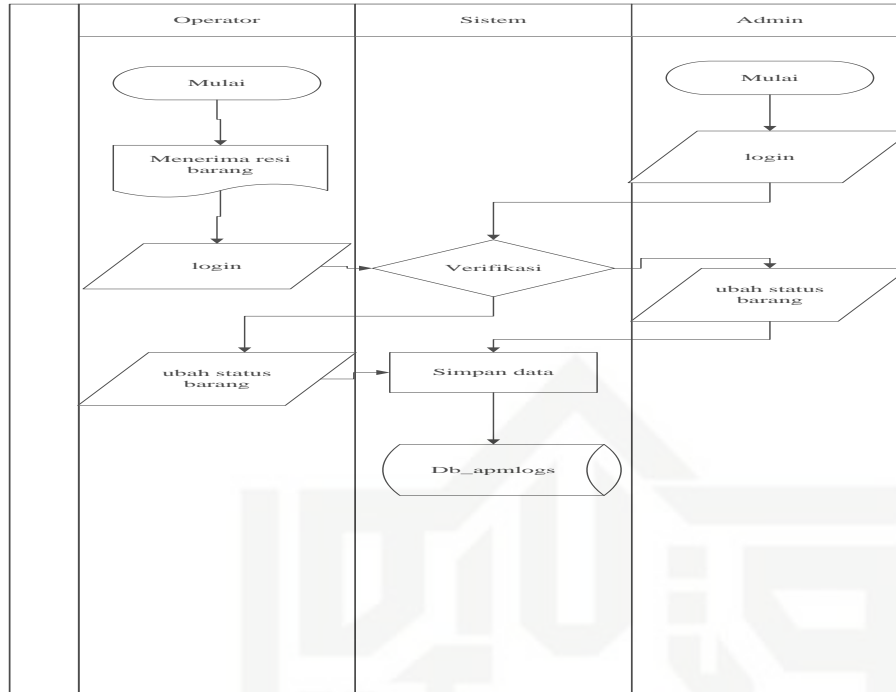 Operator
Sistem
Admin
Mulai
Mulai
Menerima resi
barang
login
login
Verifikasi
ubah status
barang
ubah status
barang
Simpan data
Db_apmlogs